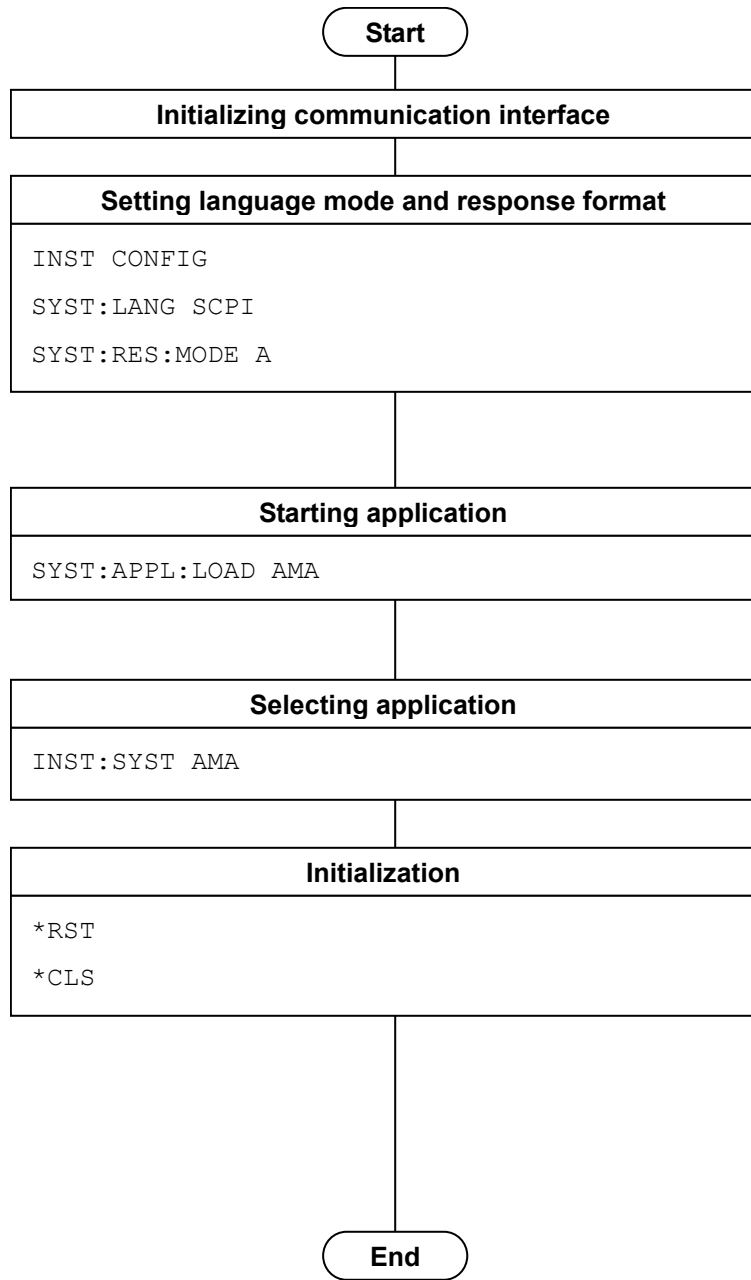 Start
Initializing communication interface
Setting language mode and response format
INST CONFIG
SYST:LANG SCPI
SYST:RES:MODE A
Starting application
SYST:APPL:LOAD AMA
Selecting application
INST:SYST AMA
Initialization
*RST
*CLS
End